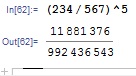 In[62]:= (234 / 567) ^ 5
Out[62]= 11 881 376
992 436 543